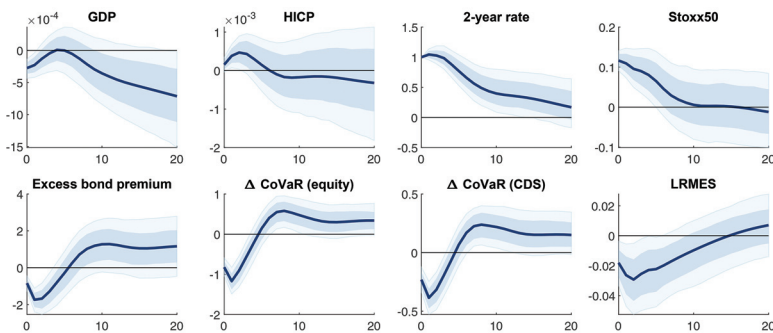 GDP HICP 2-year rate Stoxx50
×10⁻⁴ ×10⁻³
0 -5 -10 -15 0 10 20
1 0 -1 -2 0 10 20
1.5 1.0 0.5 0 -0.5 0 10 20
0.2 0.1 0 -0.1 0 10 20
Excess bond premium Δ CoVaR (equity) Δ CoVaR (CDS) LRMES
4 2 0 -2 0 10 20
1 0 -1 -2 0 10 20
0.5 0 -0.5 0 10 20
0.02 0 -0.02 -0.04 0 10 20